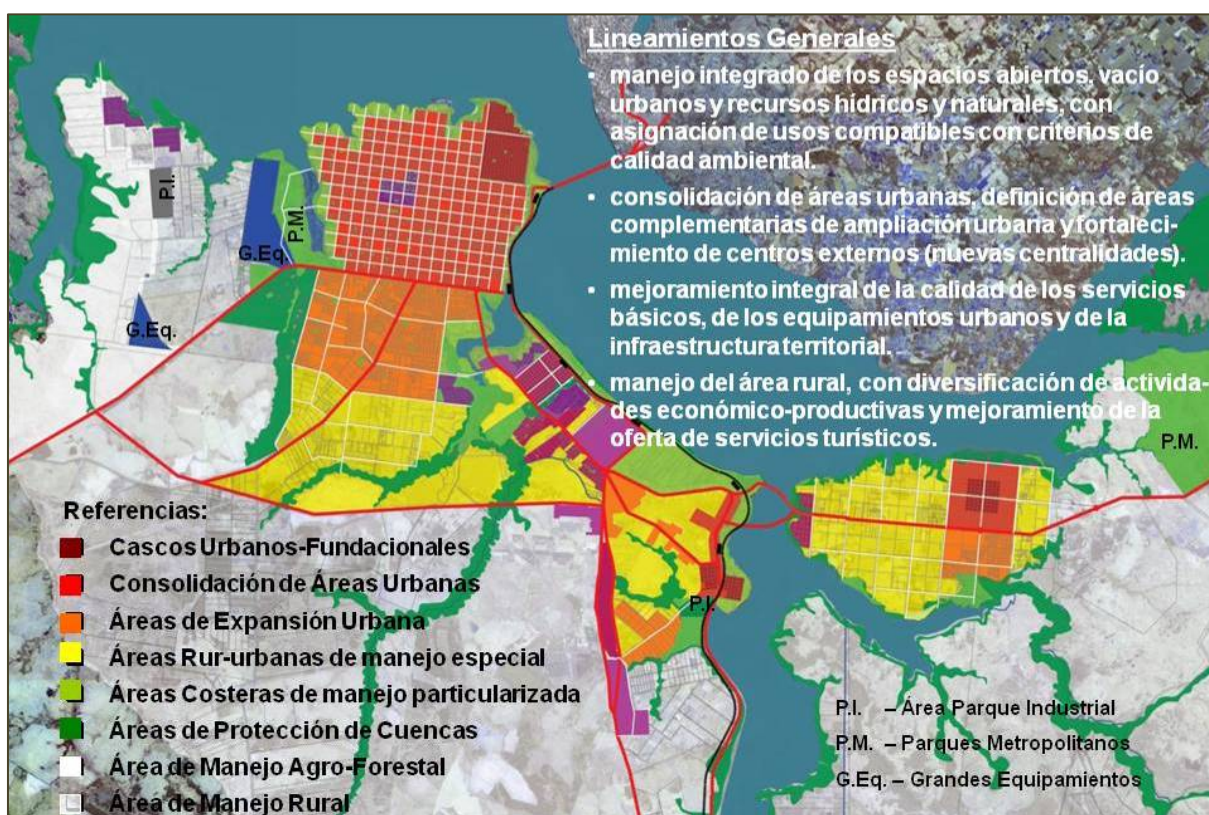 Lineamientos Generales
• manejo integrado de los espacios abiertos, vacío
urbanos y recursos hídricos y naturales, con
asignación de usos compatibles con criterios de
calidad ambiental.
• consolidación de áreas urbanas, definición de áreas
complementarias de ampliación urbana y fortaleci-
miento de centros externos (nuevas centralidades).
• mejoramiento integral de la calidad de los servicios
básicos, de los equipamientos urbanos y de la
infraestructura territorial.
• manejo del área rural, con diversificación de activida-
des económico-productivas y mejoramiento de la
oferta de servicios turísticos.
P.I.
P.M.
G.Eq.
G.Eq.
P.M.
P.I.
Referencias:
Cascos Urbanos-Fundacionales
Consolidación de Áreas Urbanas
Áreas de Expansión Urbana
Áreas Rur-urbanas de manejo especial
Áreas Costeras de manejo particularizada
Áreas de Protección de Cuencas
Área de Manejo Agro-Forestal
Área de Manejo Rural
P.I. – Área Parque Industrial
P.M. – Parques Metropolitanos
G.Eq. – Grandes Equipamientos